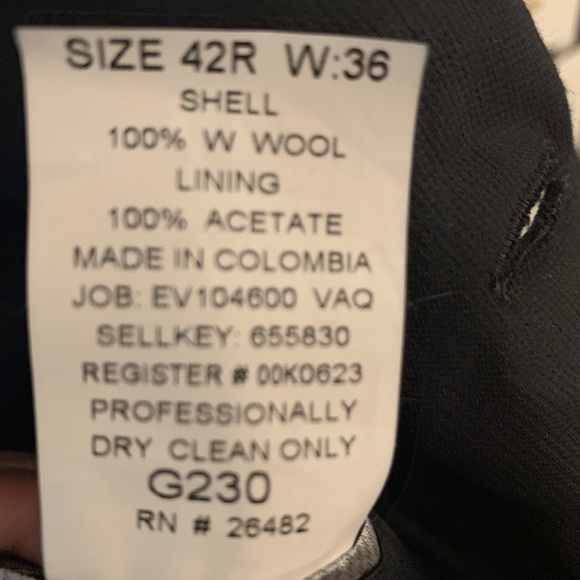 SIZE 42R W:36
SHELL
100% W WOOL
LINING
100% ACETATE
MADE IN COLOMBIA
JOB: EV104600 VAQ
SELLKEY: 655830
REGISTER # 00K0623
PROFESSIONALLY
DRY CLEAN ONLY
G230
RN # 26482